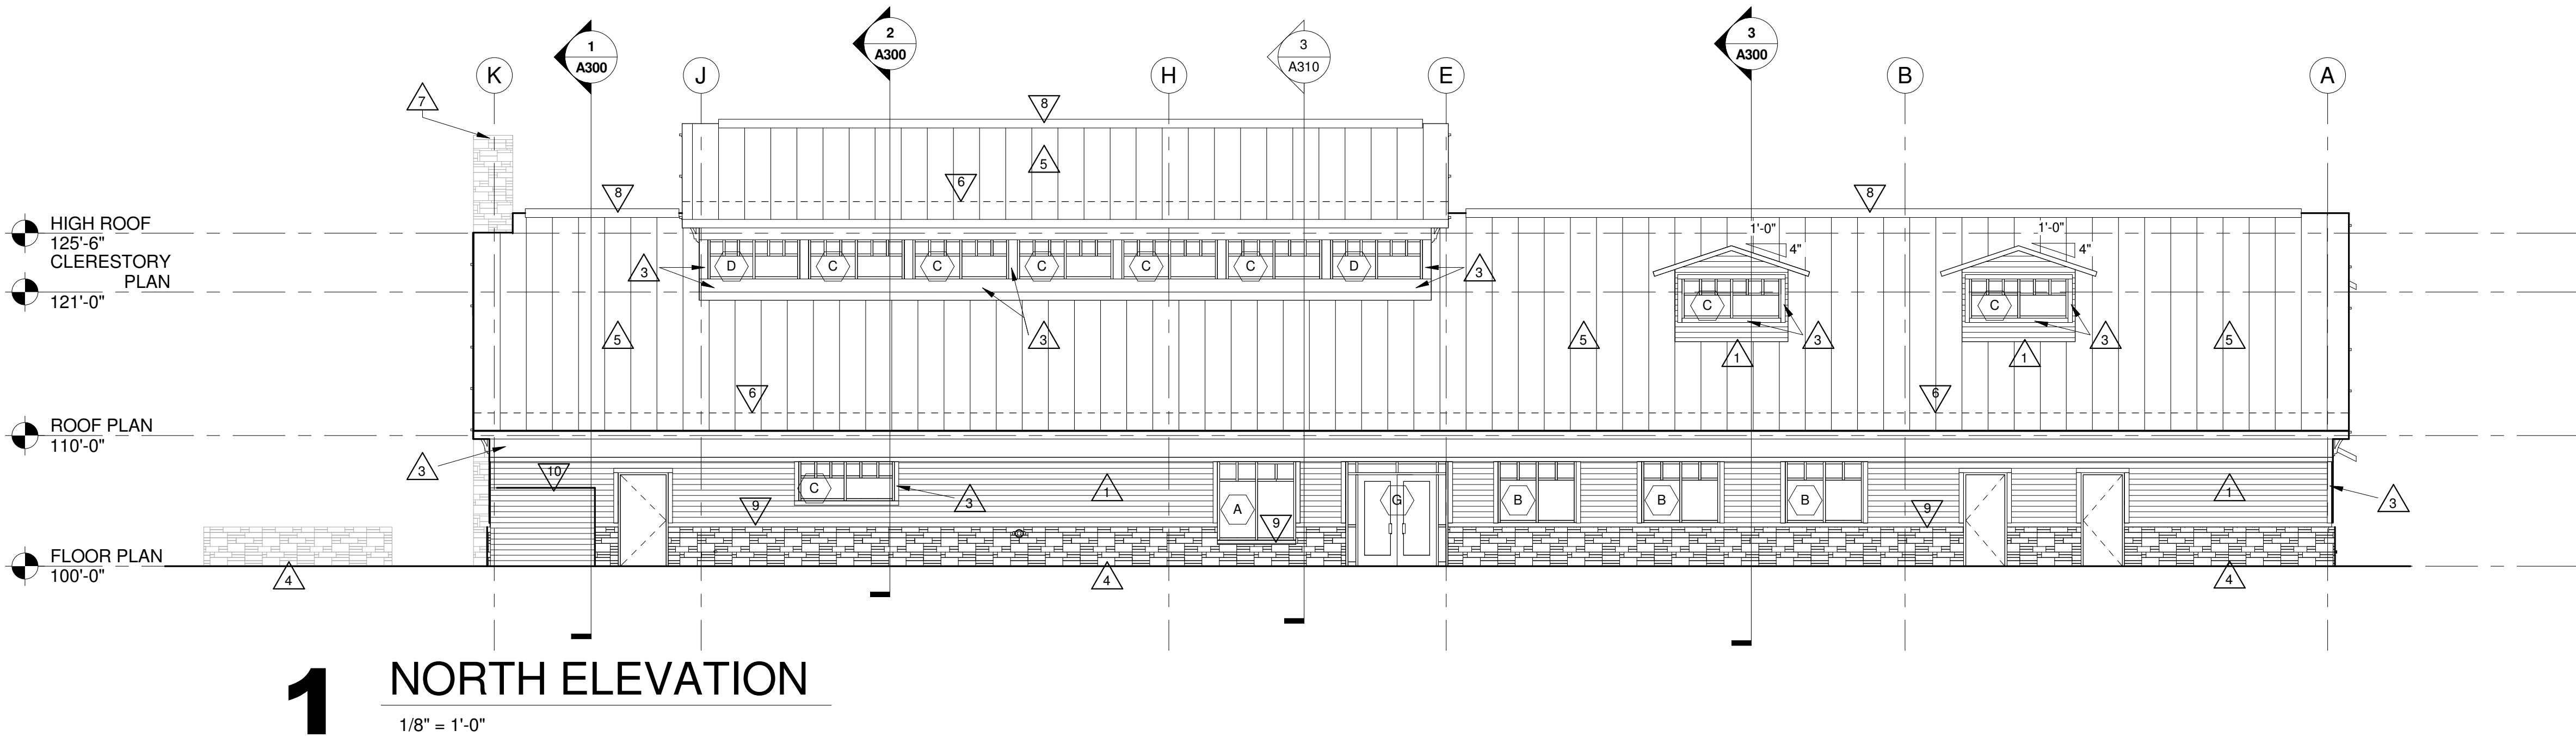 1
A300
2
A300
3
A310
3
A300
K
J
H
E
B
A
7
8
5
6
8
8
HIGH ROOF
125'-6"
CLERESTORY
PLAN
121'-0"
1'-0"
4"
1'-0"
4"
3
D
C
C
C
C
C
D
3
C
C
5
3
5
3
3
5
1
1
6
6
ROOF PLAN
110'-0"
3
10
C
3
1
9
A
9
G
B
B
B
9
1
3
FLOOR PLAN
100'-0"
4
4
4
1
NORTH ELEVATION
1/8" = 1'-0"